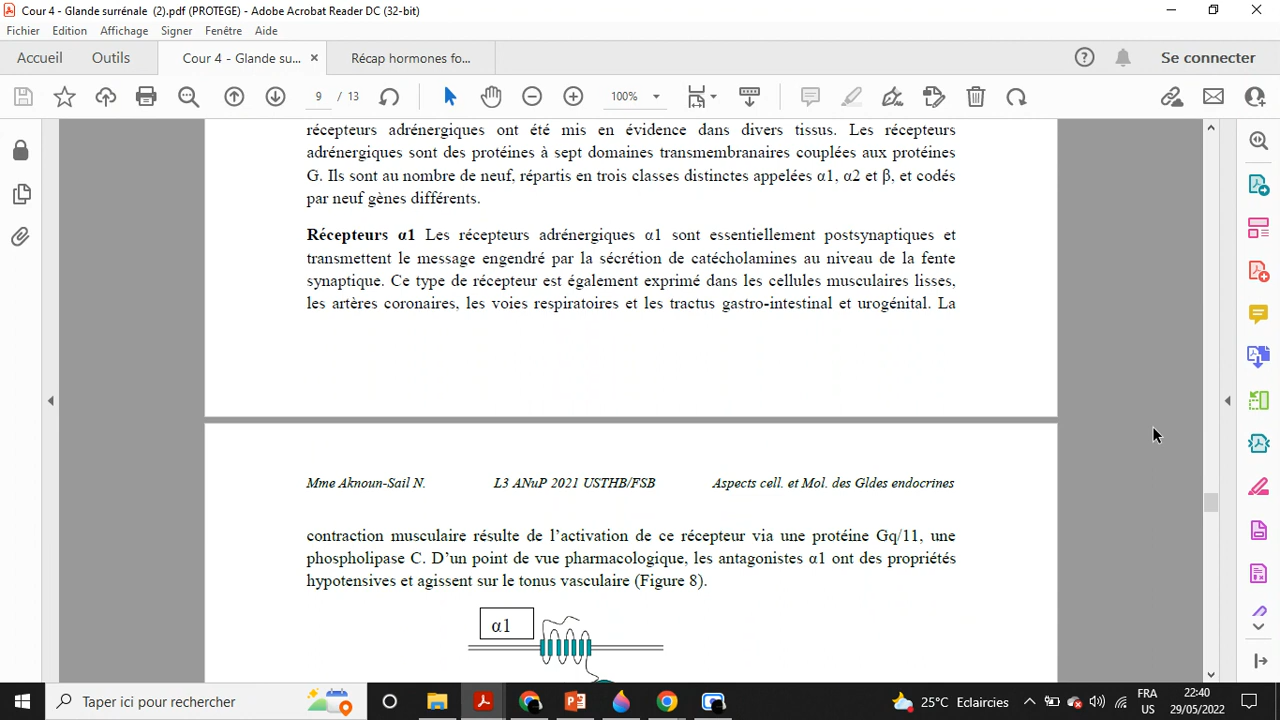 Cour 4 - Glande surrénale (2).pdf (PROTEGE) - Adobe Acrobat Reader DC (32-bit)
Fichier Edition Affichage Signer Fenêtre Aide
Accueil Outils Cour 4 - Glande su... × Récap hormones fo... Se connecter
9 / 13 100%
récepteurs adrénergiques ont été mis en évidence dans divers tissus. Les récepteurs
adrénergiques sont des protéines à sept domaines transmembranaires couplées aux protéines
G. Ils sont au nombre de neuf, répartis en trois classes distinctes appelées α1, α2 et β, et codés
par neuf gènes différents.
Récepteurs α1 Les récepteurs adrénergiques α1 sont essentiellement postsynaptiques et
transmettent le message engendré par la sécrétion de catécholamines au niveau de la fente
synaptique. Ce type de récepteur est également exprimé dans les cellules musculaires lisses,
les artères coronaires, les voies respiratoires et les tractus gastro-intestinal et urogénital. La
Mme Aknoun-Sail N. L3 ANuP 2021 USTHB/FSB Aspects cell. et Mol. des Gldes endocrines
contraction musculaire résulte de l’activation de ce récepteur via une protéine Gq/11, une
phospholipase C. D’un point de vue pharmacologique, les antagonistes α1 ont des propriétés
hypotensives et agissent sur le tonus vasculaire (Figure 8).
α1
Taper ici pour rechercher
25°C Eclaircies
FRA
US
22:40
29/05/2022